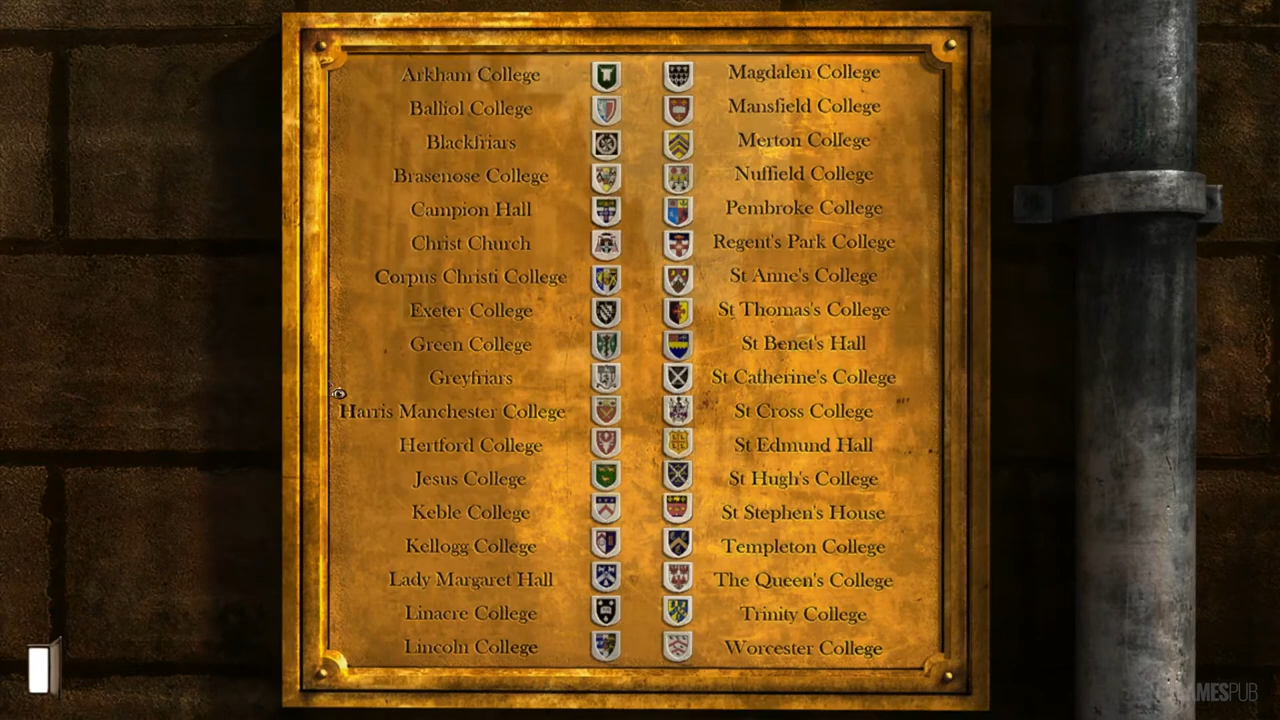 Arkham College
Balliol College
Blackfriars
Brasenose College
Campion Hall
Christ Church
Corpus Christi College
Exeter College
Green College
Greyfriars
Harris Manchester College
Hertford College
Jesus College
Keble College
Kellogg College
Lady Margaret Hall
Linacre College
Lincoln College
Magdalen College
Mansfield College
Merton College
Nuffield College
Pembroke College
Regent's Park College
St Anne's College
St Thomas's College
St Benet's Hall
St Catherine's College
St Cross College
St Edmund Hall
St Hugh's College
St Stephen's House
Templeton College
The Queen's College
Trinity College
Worcester College